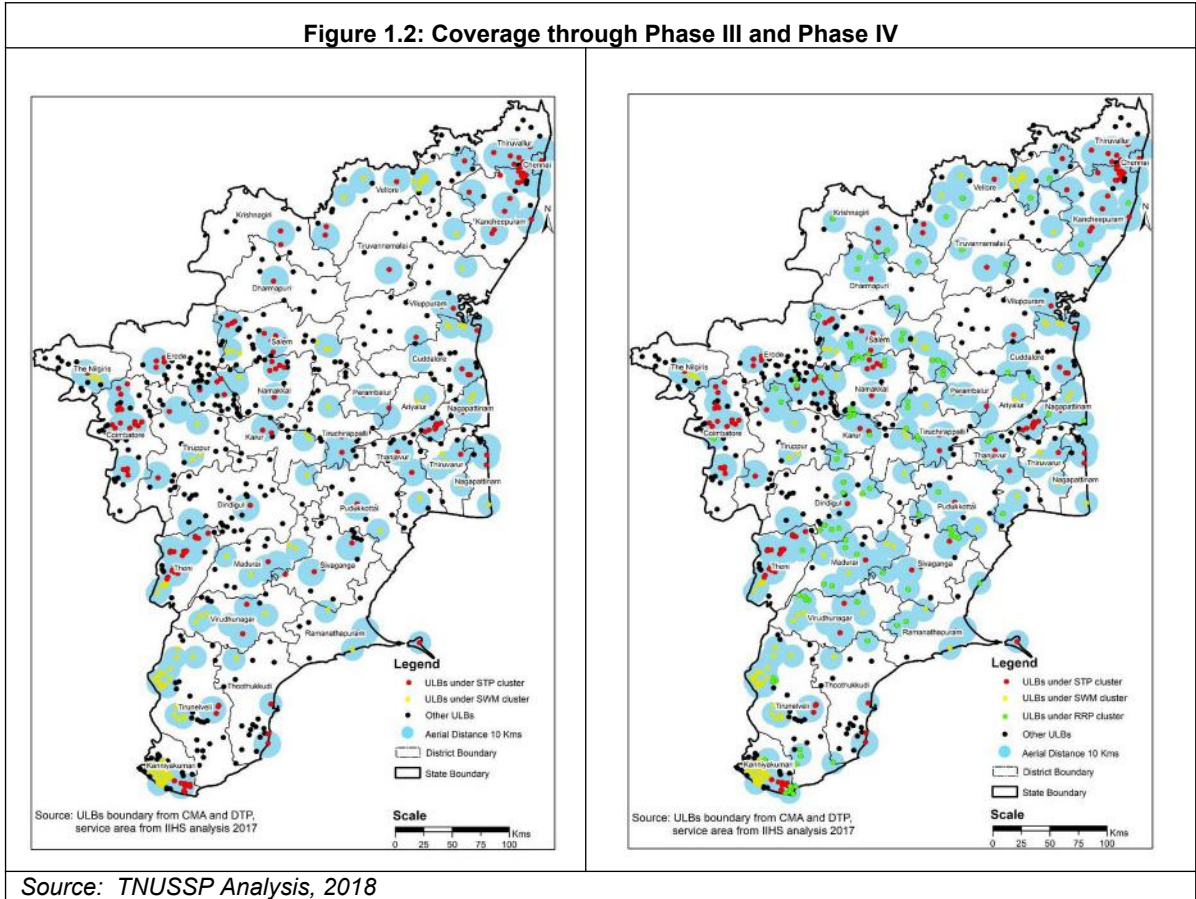 Figure 1.2: Coverage through Phase III and Phase IV
Thiruvallur
Chennai
Vellore
Kancheepuram
N
Krishnagiri
Tiruvannamalai
Dharmapuri
Viluppuram
Salem
Erode
The Nilgiris
Cuddalore
Namakkal
Perambalur
Ariyalur
Nagapattinam
Coimbatore
Karur
Tiruchirappalli
Tiruppur
Thanjavur
Thiruvarur
Nagapattinam
Dindigul
Pudukkottai
Theni
Madurai
Sivaganga
Virudhunagar
Ramanathapuram
Thoothukkudi
Tirunelveli
Kanniyakumari
Legend
ULBs under STP cluster
ULBs under SWM cluster
Other ULBs
Aerial Distance 10 Kms
District Boundary
State Boundary
Source: ULBs boundary from CMA and DTP,
service area from IIHS analysis 2017
Scale
Kms
0 25 50 75 100
Thiruvallur
Chennai
Vellore
Kancheepuram
N
Krishnagiri
Tiruvannamalai
Dharmapuri
Viluppuram
Salem
Erode
The Nilgiris
Cuddalore
Namakkal
Perambalur
Ariyalur
Nagapattinam
Coimbatore
Karur
Tiruchirappalli
Tiruppur
Thanjavur
Thiruvarur
Nagapattinam
Dindigul
Pudukkottai
Theni
Madurai
Sivaganga
Virudhunagar
Ramanathapuram
Thoothukkudi
Tirunelveli
Kanniyakumari
Legend
ULBs under STP cluster
ULBs under SWM cluster
ULBs under RRP cluster
Other ULBs
Aerial Distance 10 Kms
District Boundary
State Boundary
Source: ULBs boundary from CMA and DTP,
service area from IIHS analysis 2017
Scale
Kms
0 25 50 75 100
Source: TNUSSP Analysis, 2018